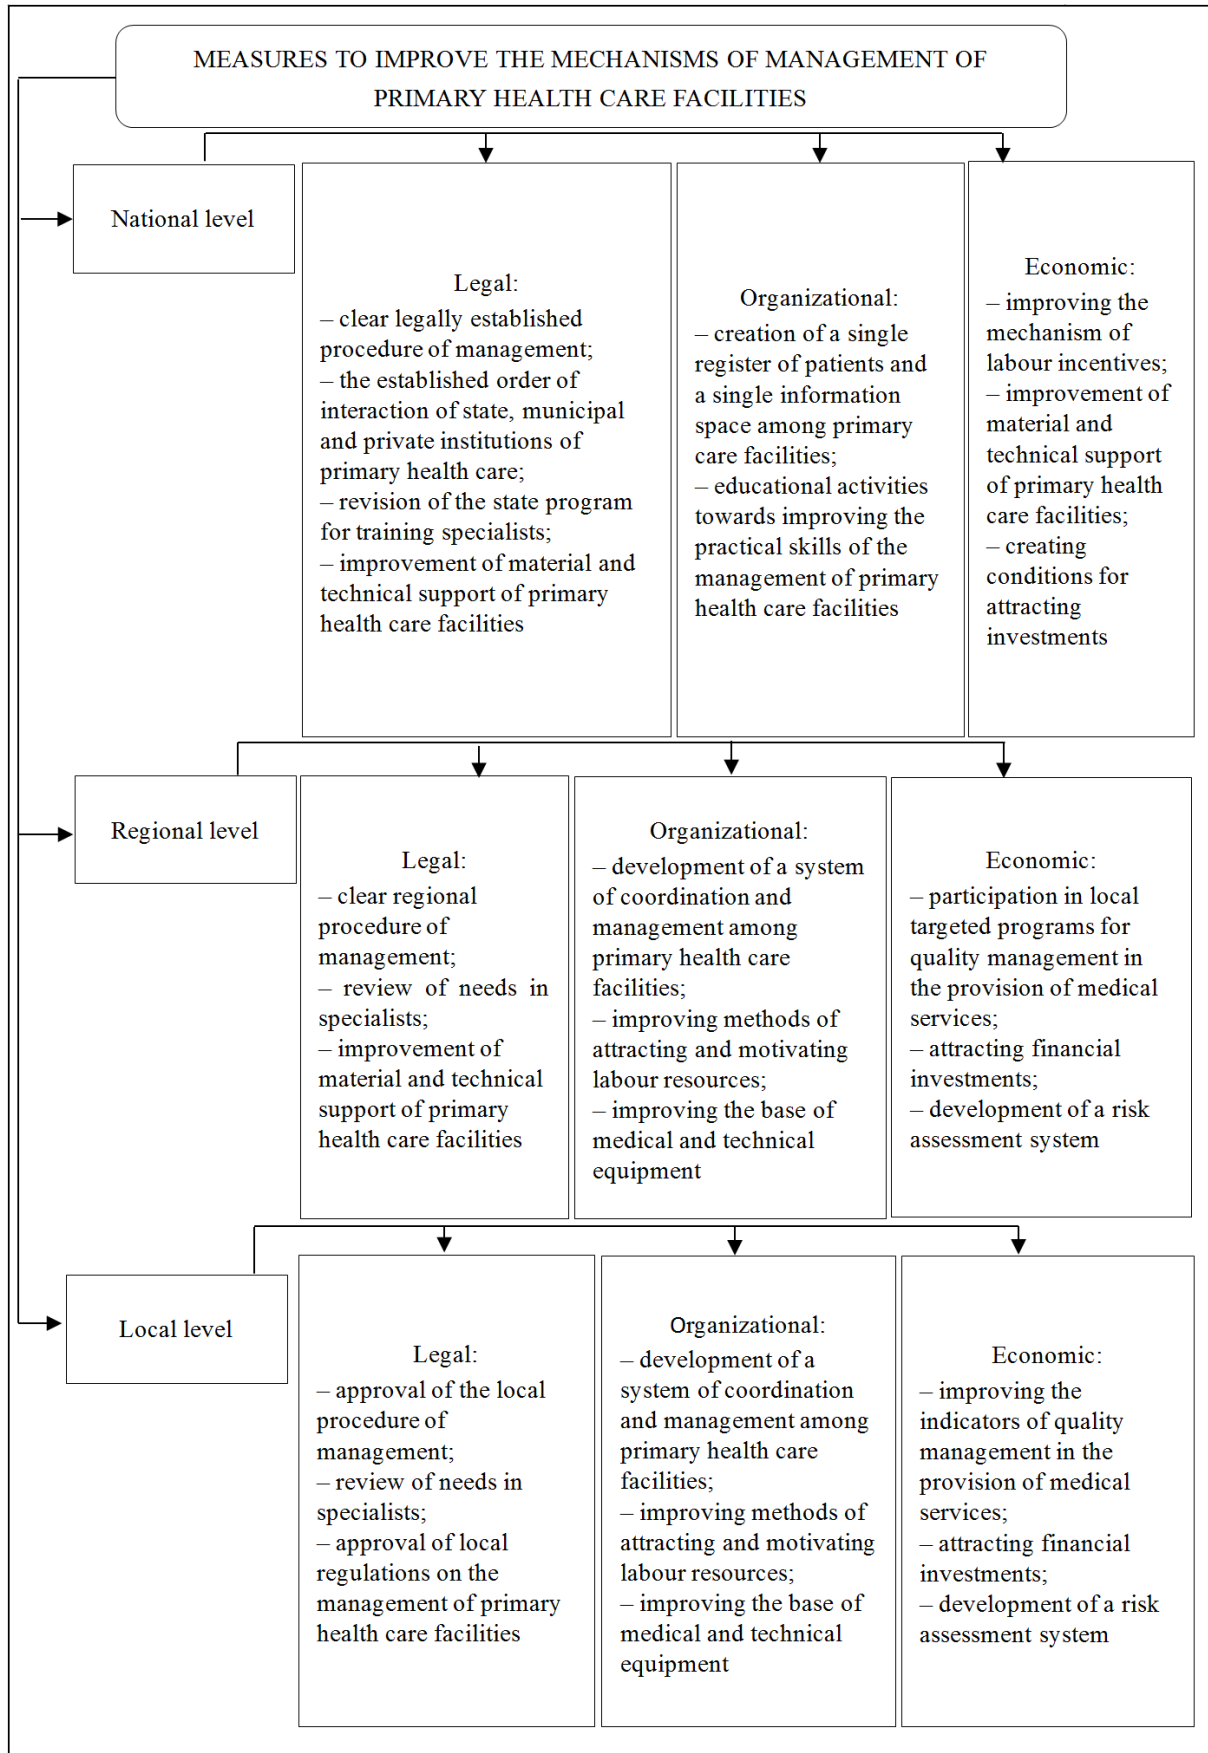 MEASURES TO IMPROVE THE MECHANISMS OF MANAGEMENT OF
PRIMARY HEALTH CARE FACILITIES
National level
Legal:
– clear legally established
procedure of management;
– the established order of
interaction of state, municipal
and private institutions of
primary health care;
– revision of the state program
for training specialists;
– improvement of material and
technical support of primary
health care facilities
Organizational:
– creation of a single
register of patients and
a single information
space among primary
care facilities;
– educational activities
towards improving the
practical skills of the
management of primary
health care facilities
Economic:
– improving the
mechanism of
labour incentives;
– improvement of
material and
technical support
of primary health
care facilities;
– creating
conditions for
attracting
investments
Regional level
Legal:
– clear regional
procedure of
management;
– review of needs in
specialists;
– improvement of
material and technical
support of primary
health care facilities
Organizational:
– development of a system
of coordination and
management among
primary health care
facilities;
– improving methods of
attracting and motivating
labour resources;
– improving the base of
medical and technical
equipment
Economic:
– participation in local
targeted programs for
quality management in
the provision of medical
services;
– attracting financial
investments;
– development of a risk
assessment system
Local level
Legal:
– approval of the local
procedure of
management;
– review of needs in
specialists;
– approval of local
regulations on the
management of primary
health care facilities
Organizational:
– development of a
system of coordination
and management among
primary health care
facilities;
– improving methods of
attracting and motivating
labour resources;
– improving the base of
medical and technical
equipment
Economic:
– improving the
indicators of quality
management in the
provision of medical
services;
– attracting financial
investments;
– development of a risk
assessment system